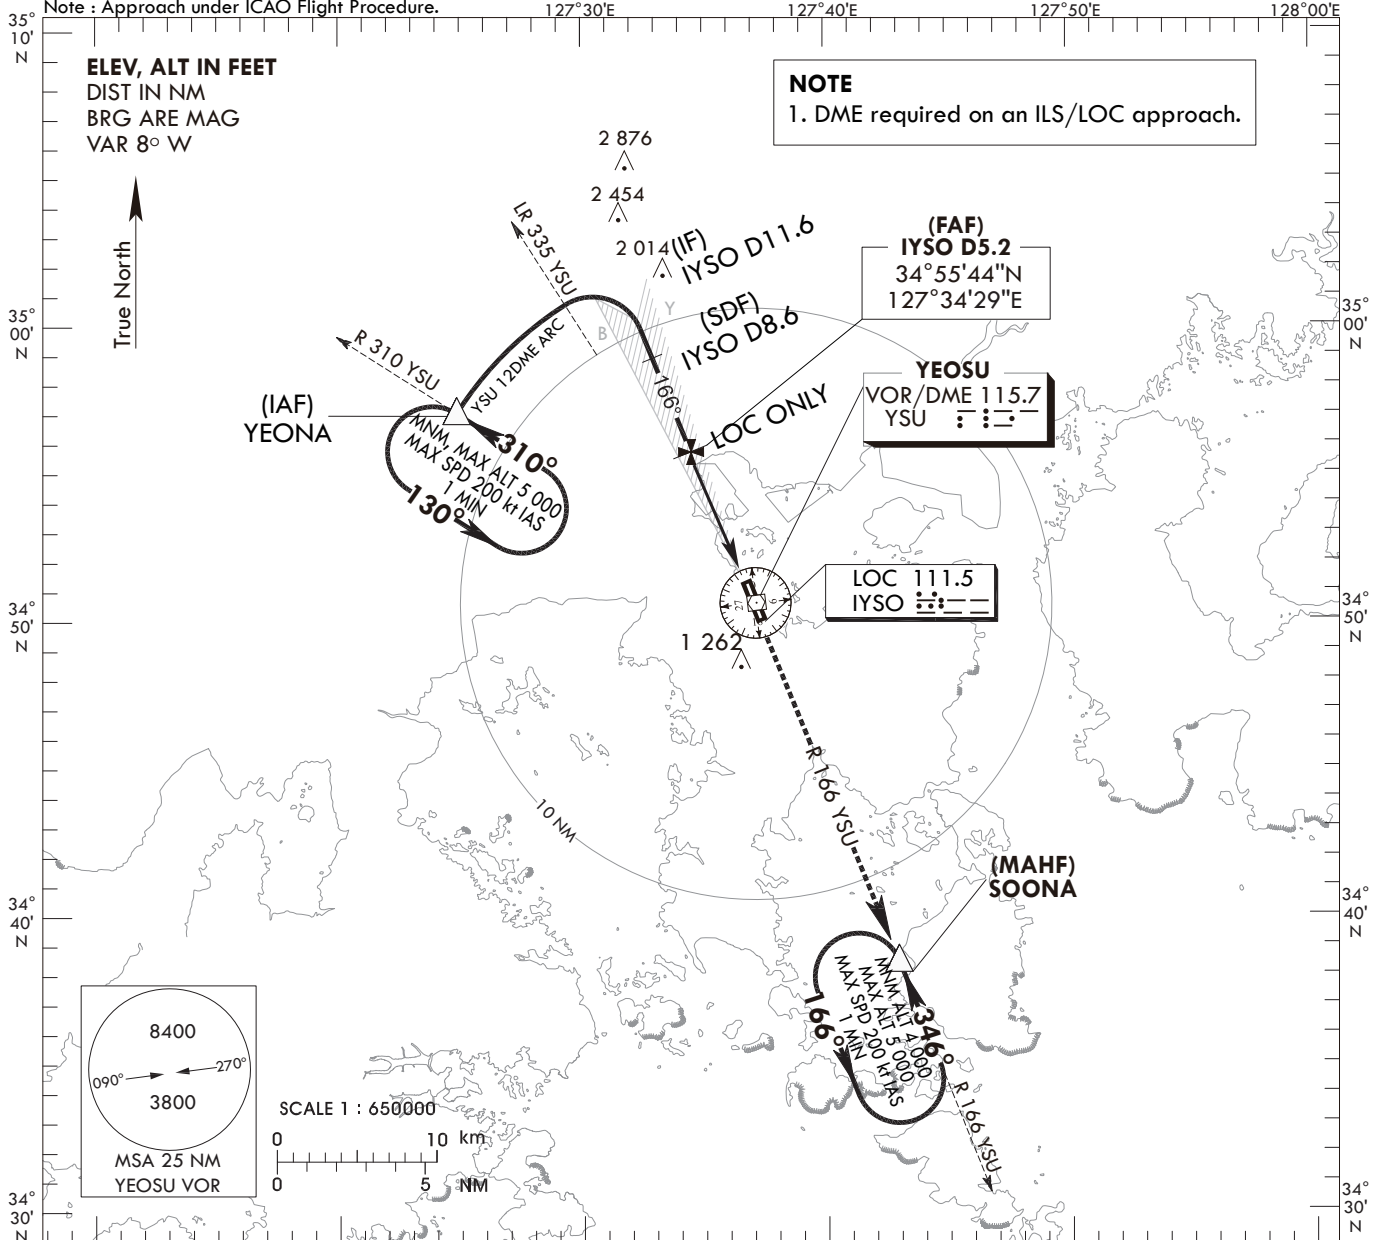 Note : Approach under ICAO Flight Procedure.
127°30'E
127°40'E
127°50'E
128°00'E
35°
10'
N
ELEV, ALT IN FEET
DIST IN NM
BRG ARE MAG
VAR 8° W
True North
NOTE
1. DME required on an ILS/LOC approach.
2 876
2 454
2 014
(IF)
IYSO D11.6
(SDF)
IYSO D8.6
(FAF)
IYSO D5.2
34°55'44"N
127°34'29"E
LR 335 YSU
R 310 YSU
YSU 12DME ARC
B
Y
166°
LOC ONLY
35°
00'
N
35°
00'
N
YEOSU
VOR/DME 115.7
YSU
(IAF)
YEONA
310°
MNM, MAX ALT 5 000
MAX SPD 200 kt IAS
1 MIN
130°
LOC 111.5
IYSO
27
9
34°
50'
N
34°
50'
N
1 262
R 166 YSU
10 NM
(MAHF)
SOONA
34°
40'
N
34°
40'
N
MNM ALT 4 000
MAX ALT 5 000
MAX SPD 200 kt IAS
1 MIN
166°
346°
R 166 YSU
8400
090°
270°
3800
MSA 25 NM
YEOSU VOR
SCALE 1 : 650000
0
10 km
0
5 NM
34°
30'
N
34°
30'
N